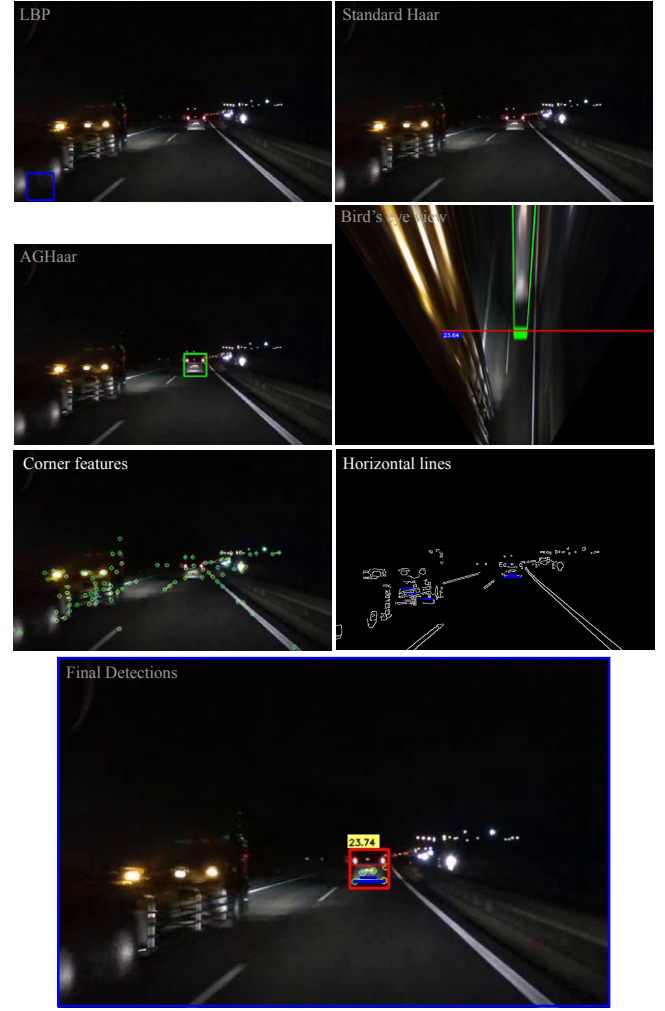 LBP
Standard Haar
AGHaar
Bird's eye view
23.64
Corner features
Horizontal lines
Final Detections
23.74